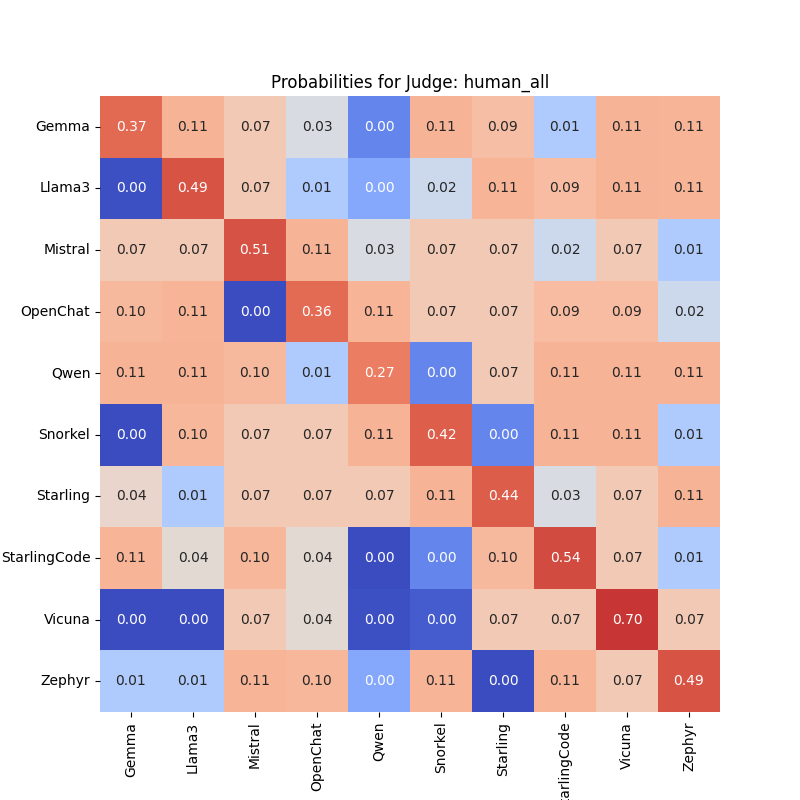 Probabilities for Judge: human_all
Gemma 0.37 0.11 0.07 0.03 0.00 0.11 0.09 0.01 0.11 0.11
Llama3 0.00 0.49 0.07 0.01 0.00 0.02 0.11 0.09 0.11 0.11
Mistral 0.07 0.07 0.51 0.11 0.03 0.07 0.07 0.02 0.07 0.01
OpenChat 0.10 0.11 0.00 0.36 0.11 0.07 0.07 0.09 0.09 0.02
Qwen 0.11 0.11 0.10 0.01 0.27 0.00 0.07 0.11 0.11 0.11
Snorkel 0.00 0.10 0.07 0.07 0.11 0.42 0.00 0.11 0.11 0.01
Starling 0.04 0.01 0.07 0.07 0.07 0.11 0.44 0.03 0.07 0.11
StarlingCode 0.11 0.04 0.10 0.04 0.00 0.00 0.10 0.54 0.07 0.01
Vicuna 0.00 0.00 0.07 0.04 0.00 0.00 0.07 0.07 0.70 0.07
Zephyr 0.01 0.01 0.11 0.10 0.00 0.11 0.00 0.11 0.07 0.49
Gemma
Llama3
Mistral
OpenChat
Qwen
Snorkel
Starling
arlingCode
Vicuna
Zephyr